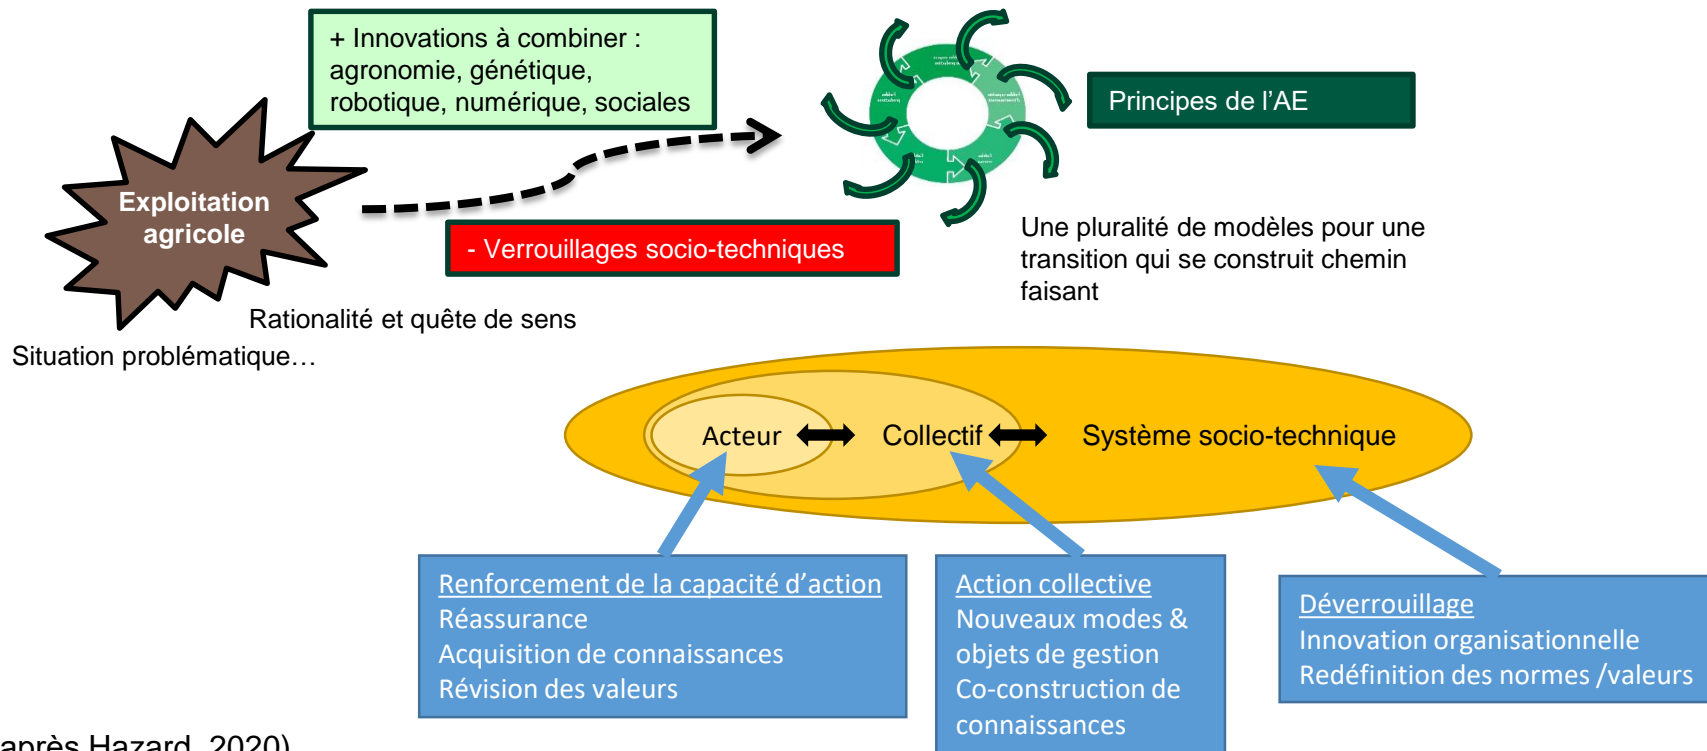 + Innovations à combiner :
agronomie, génétique,
robotique, numérique, sociales
Principes de l’AE
Exploitation
agricole
- Verrouillages socio-techniques
Une pluralité de modèles pour une
transition qui se construit chemin
faisant
Rationalité et quête de sens
Situation problématique…
Acteur
Collectif
Système socio-technique
Renforcement de la capacité d’action
Réassurance
Acquisition de connaissances
Révision des valeurs
Action collective
Nouveaux modes &
objets de gestion
Co-construction de
connaissances
Déverrouillage
Innovation organisationnelle
Redéfinition des normes /valeurs
après Hazard, 2020)